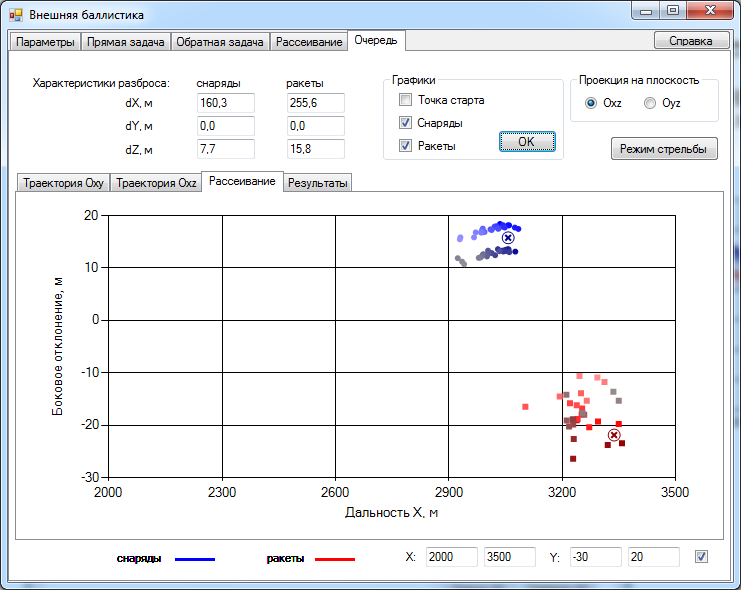 Внешняя баллистика
Параметры Прямая задача Обратная задача Рассеивание Очередь Справка
Характеристики разброса: снаряды ракеты
dX, м 160,3 255,6
dY, м 0,0 0,0
dZ, м 7,7 15,8
Графики
Точка старта
Снаряды
Ракеты
OK
Проекция на плоскость
Oxz Oyz
Режим стрельбы
Траектория Oxy Траектория Oxz Рассеивание Результаты
Боковое отклонение, м
20
10
0
-10
-20
-30
2000 2300 2600 2900 3200 3500
Дальность X, м
снаряды ракеты X: 2000 3500 Y: -30 20